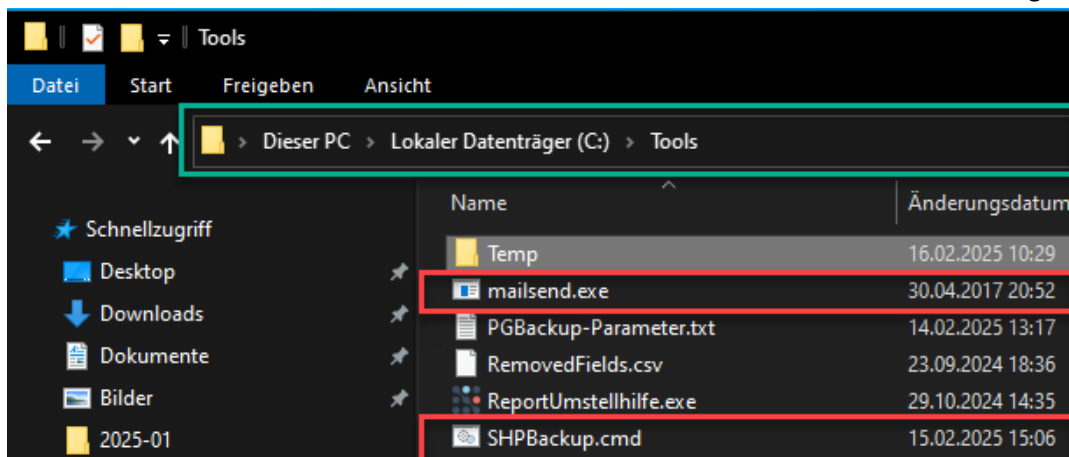 Tools
Datei Start Freigeben Ansicht
Dieser PC > Lokaler Datenträger (C:) > Tools
Name Änderungsdatum
Schnellzugriff
Temp 16.02.2025 10:29
Desktop
mailsend.exe 30.04.2017 20:52
Downloads
PGBackup-Parameter.txt 14.02.2025 13:17
Dokumente
RemovedFields.csv 23.09.2024 18:36
Bilder
ReportUmstellhilfe.exe 29.10.2024 14:35
2025-01
SHPBackup.cmd 15.02.2025 15:06